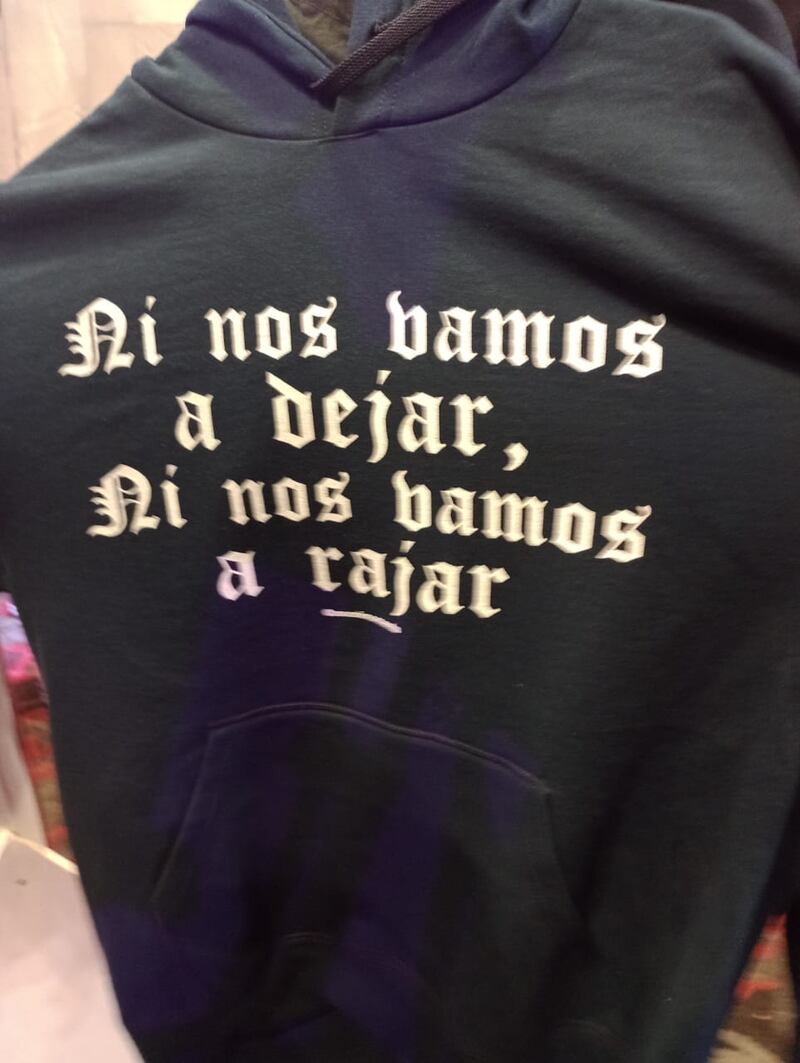 Ni nos vamos
a dejar,
Ni nos vamos
a rajar